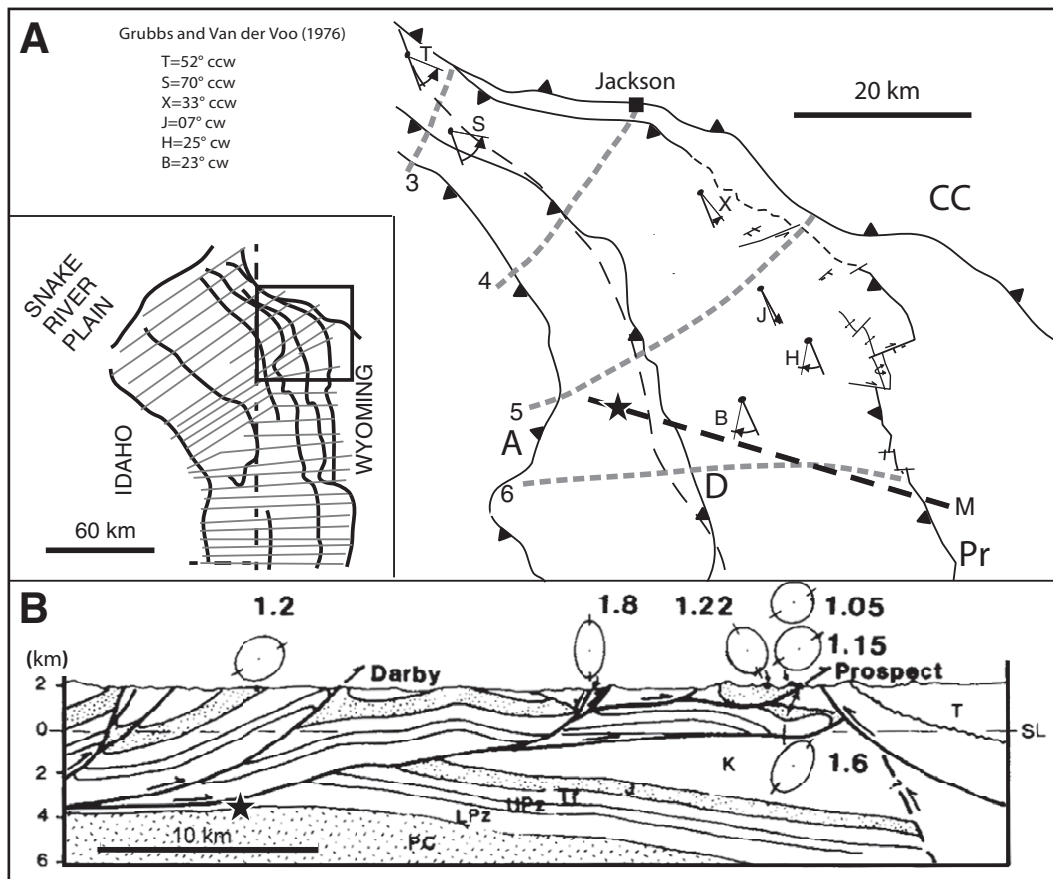 A
Grubbs and Van der Voo (1976)
T=52° ccw
S=70° ccw
X=33° ccw
J=07° cw
H=25° cw
B=23° cw
T
Jackson
20 km
S
3
X
CC
4
J
H
5
A
B
6
D
M
Pr
SNAKE
RIVER
PLAIN
IDAHO
WYOMING
60 km
B
1.2
1.8
1.22
1.05
1.15
(km)
Darby
Prospect
2
T
0
SL
K
1.6
2
J
Tr
UPz
4
LPz
10 km
PC
6